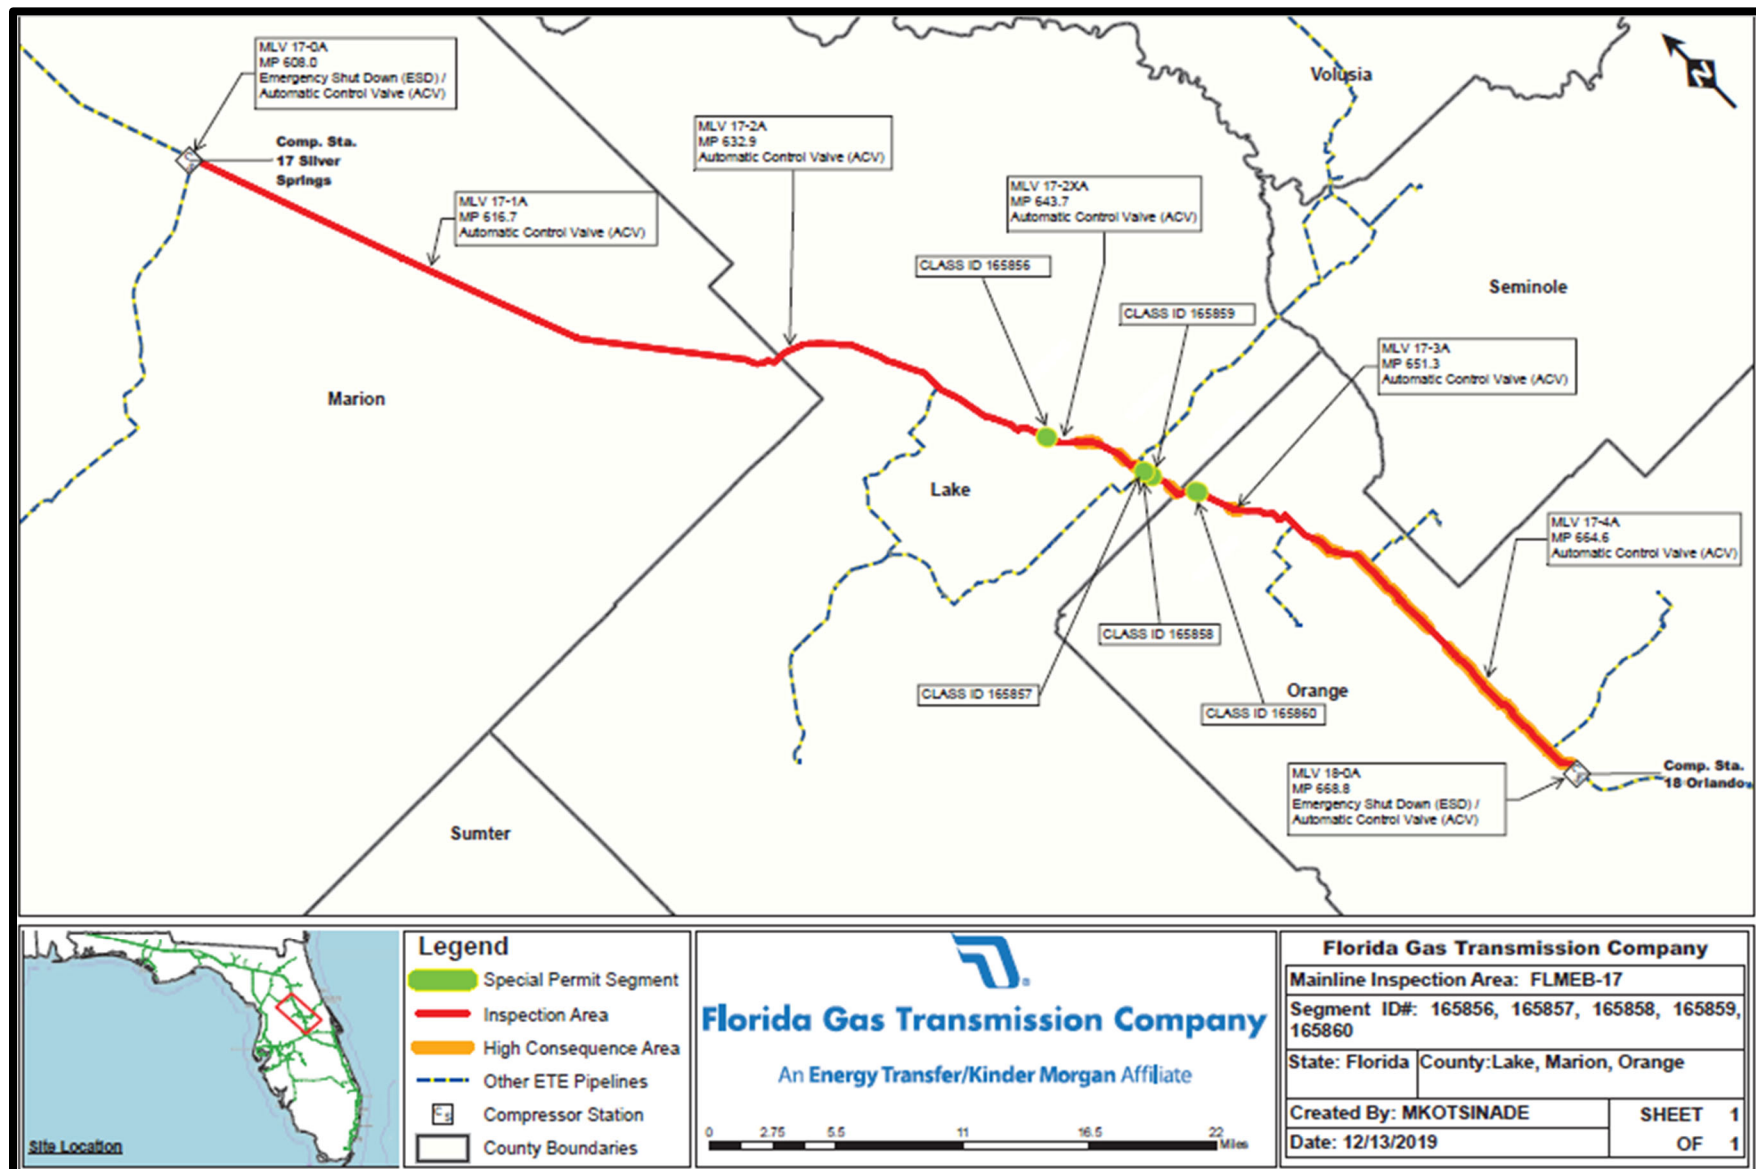 MLV 17-0A
MP 608.0
Emergency Shut Down (ESD) /
Automatic Control Valve (ACV)
Comp. Sta.
17 Silver
Springs
MLV 17-1A
MP 616.7
Automatic Control Valve (ACV)
MLV 17-2A
MP 632.9
Automatic Control Valve (ACV)
MLV 17-2XA
MP 643.7
Automatic Control Valve (ACV)
Volusia
N
CLASS ID 165856
CLASS ID 165859
Seminole
MLV 17-3A
MP 651.3
Automatic Control Valve (ACV)
Marion
Lake
MLV 17-4A
MP 664.6
Automatic Control Valve (ACV)
CLASS ID 165858
CLASS ID 165857
Orange
CLASS ID 165860
MLV 18-0A
MP 668.8
Emergency Shut Down (ESD) /
Automatic Control Valve (ACV)
Comp. Sta.
18 Orlando
Sumter
Site Location
Legend
Special Permit Segment
Inspection Area
High Consequence Area
Other ETE Pipelines
CS Compressor Station
County Boundaries
Florida Gas Transmission Company
An Energy Transfer/Kinder Morgan Affiliate
0 2.75 5.5 11 16.5 22
Miles
Florida Gas Transmission Company
Mainline Inspection Area: FLMEB-17
Segment ID#: 165856, 165857, 165858, 165859,
165860
State: Florida County:Lake, Marion, Orange
Created By: MKOTSINADE SHEET 1
Date: 12/13/2019 OF 1